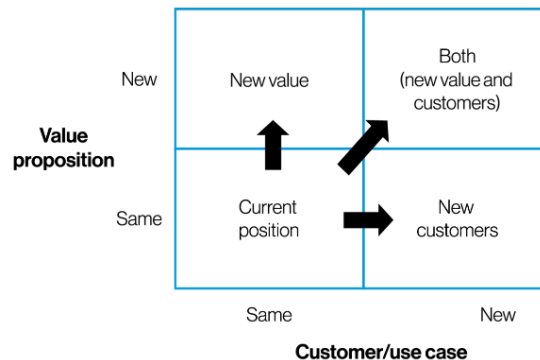 New
New value
Both
(new value and
customers)
Value
proposition
Same
Current
position
New
customers
Same
New
Customer/use case